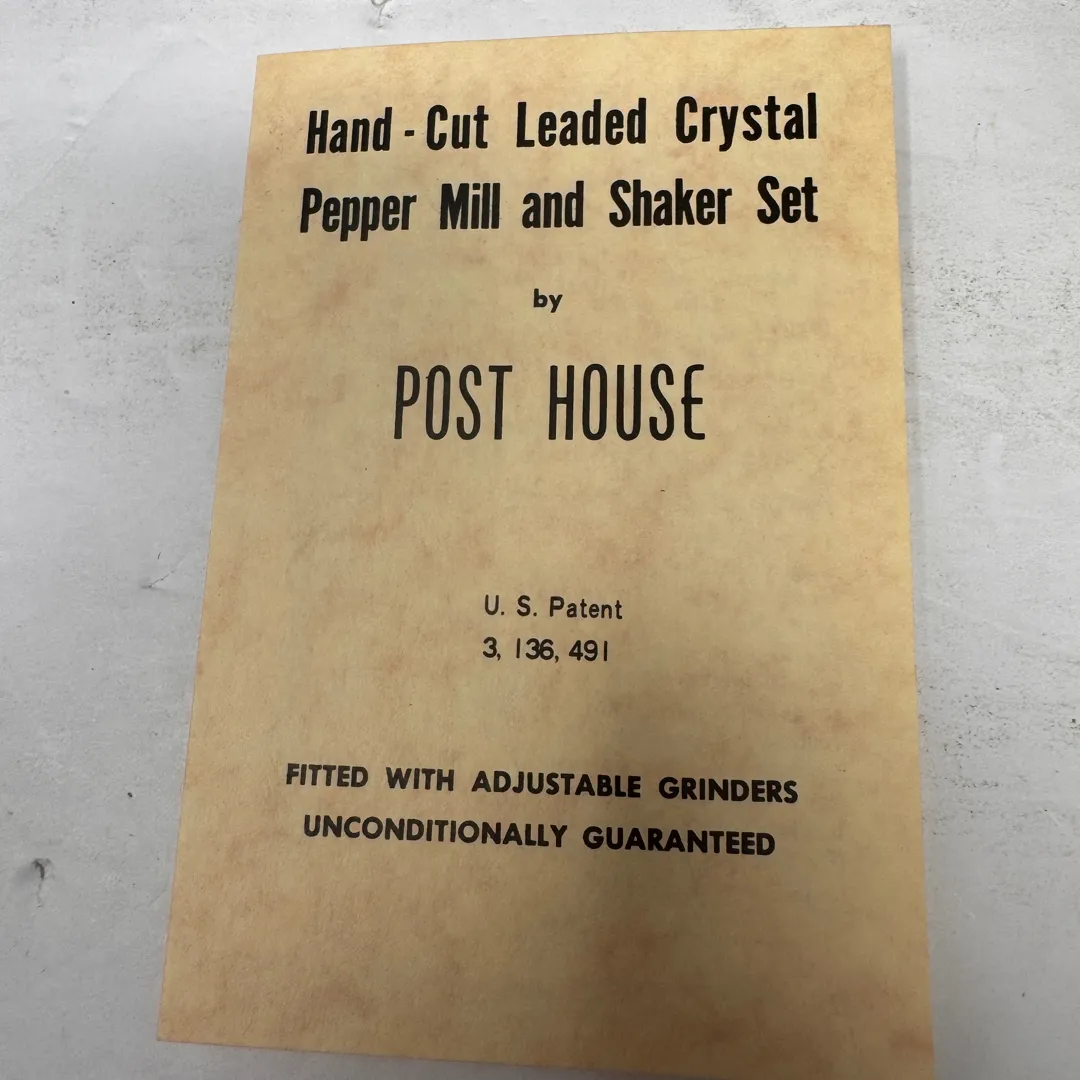 Hand - Cut Leaded Crystal
Pepper Mill and Shaker Set
by
POST HOUSE
U. S. Patent
3, 136, 491
FITTED WITH ADJUSTABLE GRINDERS
UNCONDITIONALLY GUARANTEED